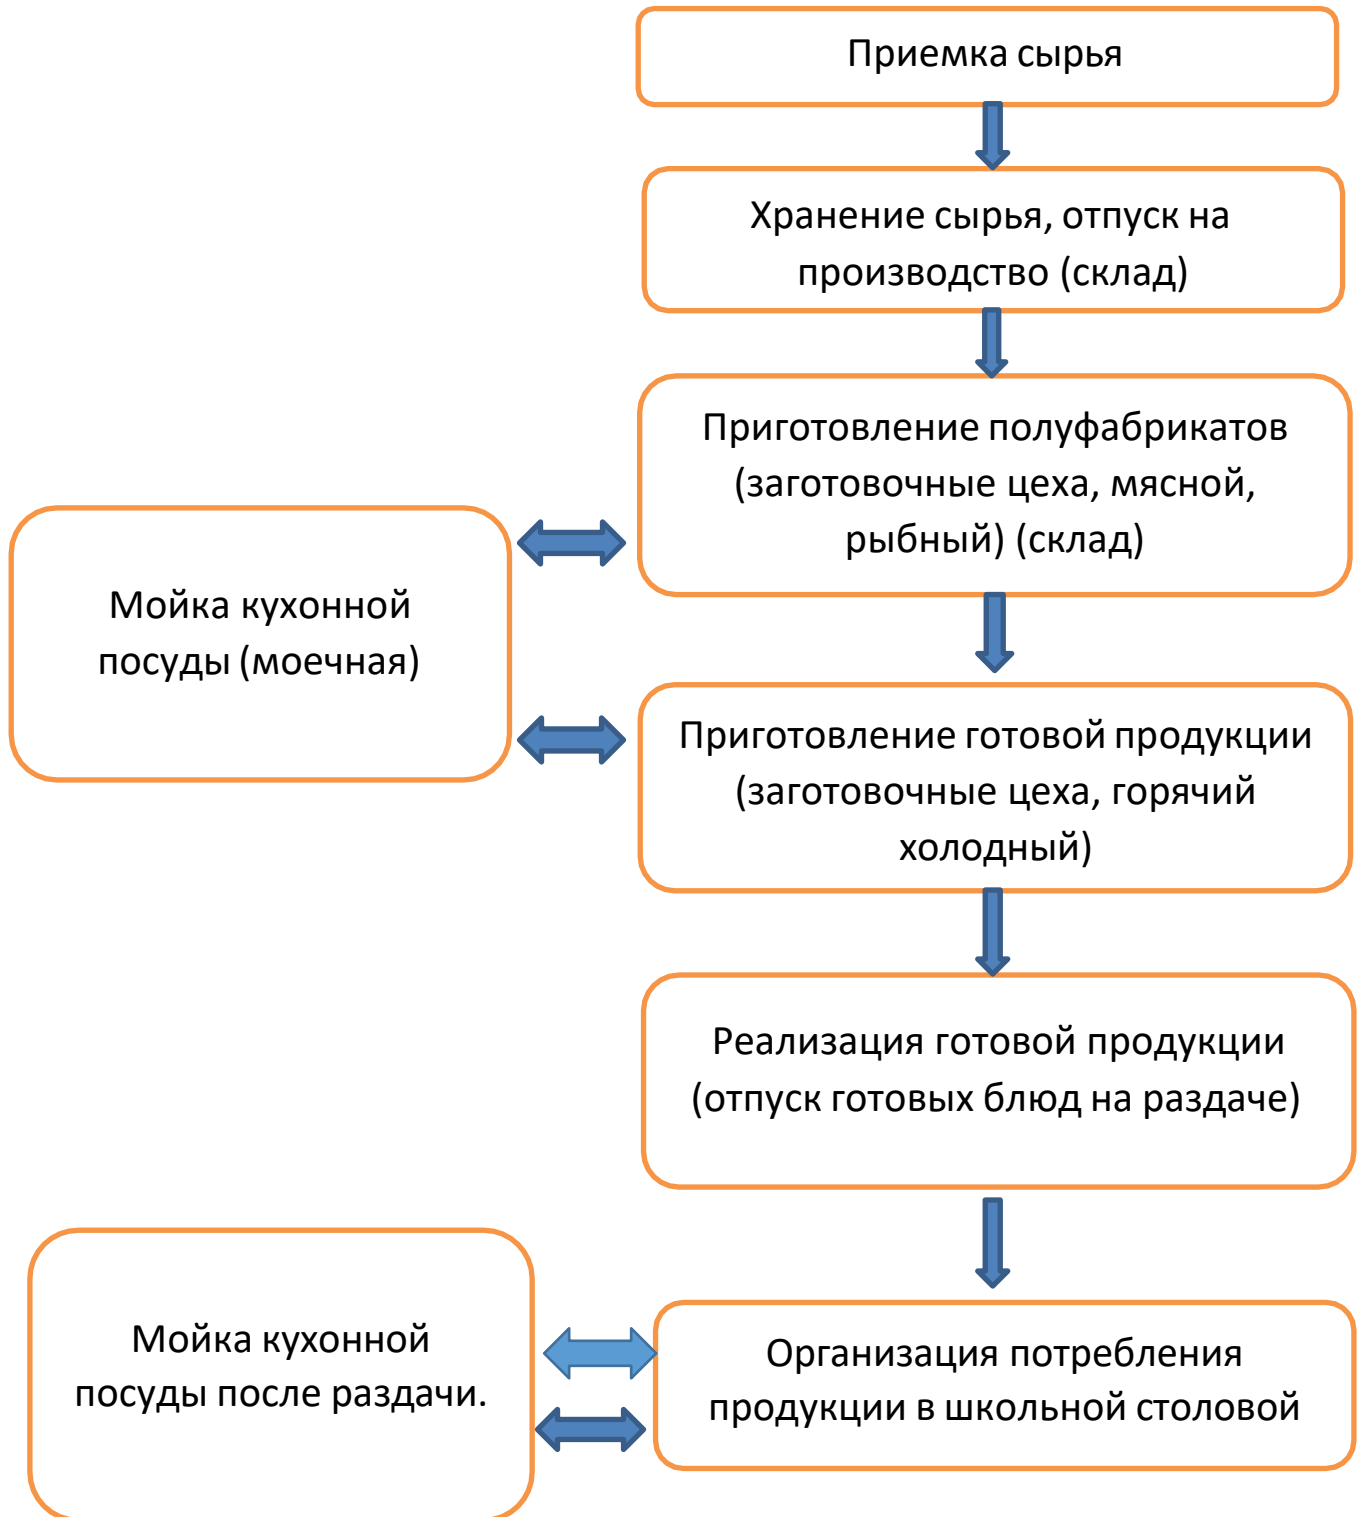 Приемка сырья
Хранение сырья, отпуск на
производство (склад)
Приготовление полуфабрикатов
(заготовочные цеха, мясной,
рыбный) (склад)
Мойка кухонной
посуды (моечная)
Приготовление готовой продукции
(заготовочные цеха, горячий
холодный)
Реализация готовой продукции
(отпуск готовых блюд на раздаче)
Мойка кухонной
посуды после раздачи.
Организация потребления
продукции в школьной столовой